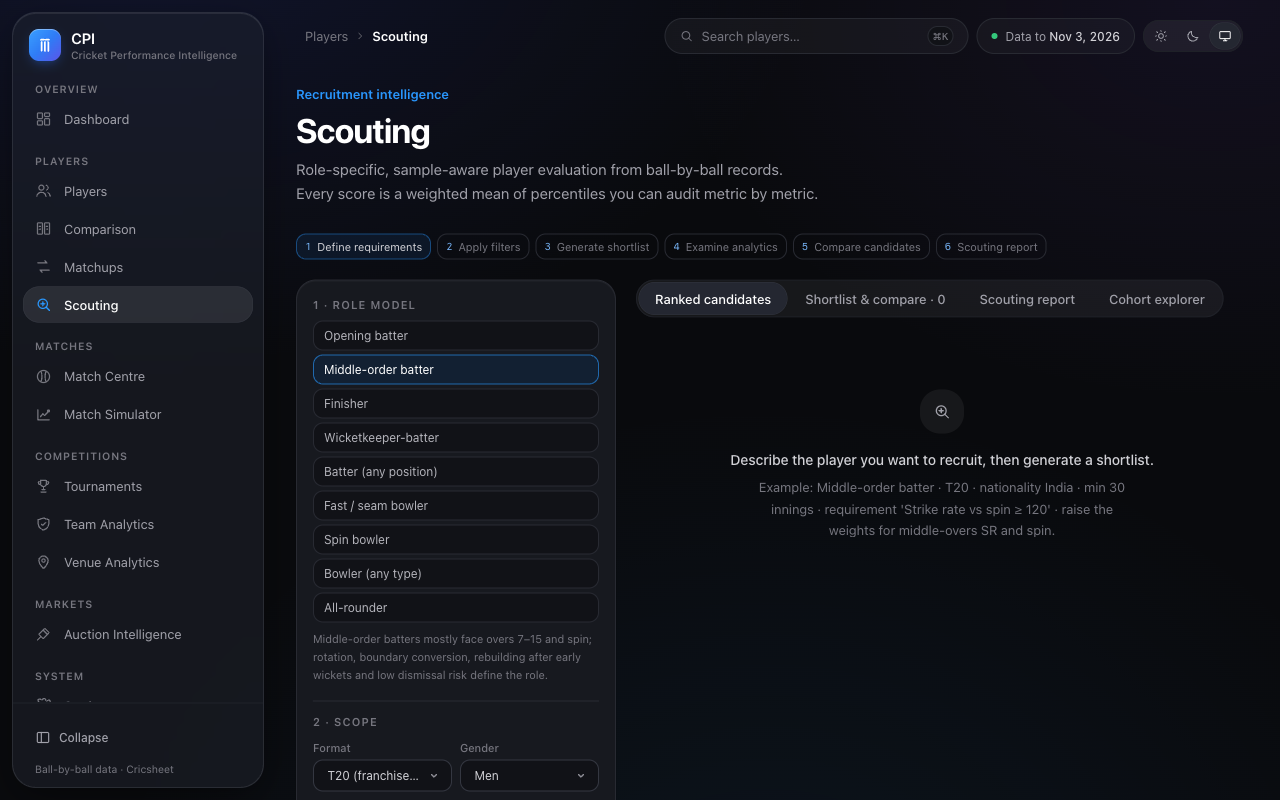 CPI
Cricket Performance Intelligence
OVERVIEW
Dashboard
PLAYERS
Players
Comparison
Matchups
Scouting
MATCHES
Match Centre
Match Simulator
COMPETITIONS
Tournaments
Team Analytics
Venue Analytics
MARKETS
Auction Intelligence
SYSTEM
Collapse
Ball-by-ball data · Cricsheet
Players › Scouting
Search players… ⌘K
Data to Nov 3, 2026
Recruitment intelligence
Scouting
Role-specific, sample-aware player evaluation from ball-by-ball records.
Every score is a weighted mean of percentiles you can audit metric by metric.
1 Define requirements 2 Apply filters 3 Generate shortlist 4 Examine analytics 5 Compare candidates 6 Scouting report
1 · ROLE MODEL
Opening batter
Middle-order batter
Finisher
Wicketkeeper-batter
Batter (any position)
Fast / seam bowler
Spin bowler
Bowler (any type)
All-rounder
Middle-order batters mostly face overs 7–15 and spin;
rotation, boundary conversion, rebuilding after early
wickets and low dismissal risk define the role.
2 · SCOPE
Format Gender
T20 (franchise... Men
Ranked candidates Shortlist & compare · 0 Scouting report Cohort explorer
Describe the player you want to recruit, then generate a shortlist.
Example: Middle-order batter · T20 · nationality India · min 30
innings · requirement 'Strike rate vs spin ≥ 120' · raise the
weights for middle-overs SR and spin.